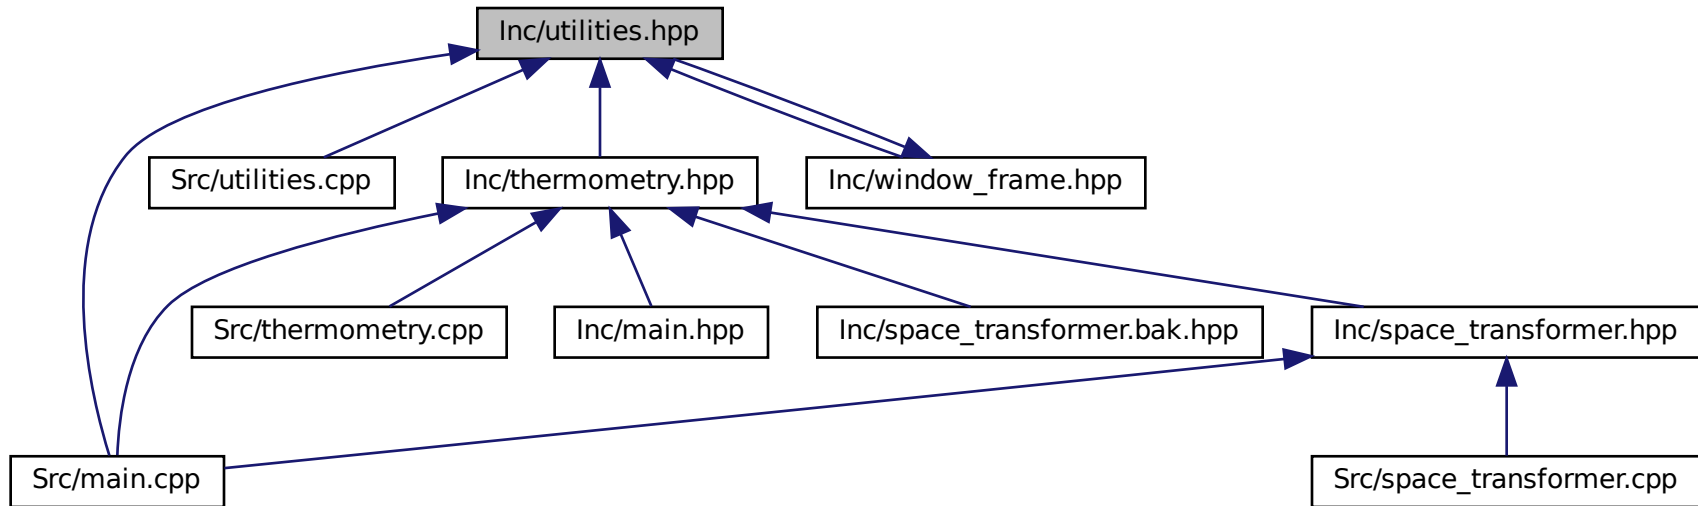 Inc/utilities.hpp
Src/utilities.cpp
Inc/thermometry.hpp
Inc/window_frame.hpp
Src/thermometry.cpp
Inc/main.hpp
Inc/space_transformer.bak.hpp
Inc/space_transformer.hpp
Src/main.cpp
Src/space_transformer.cpp